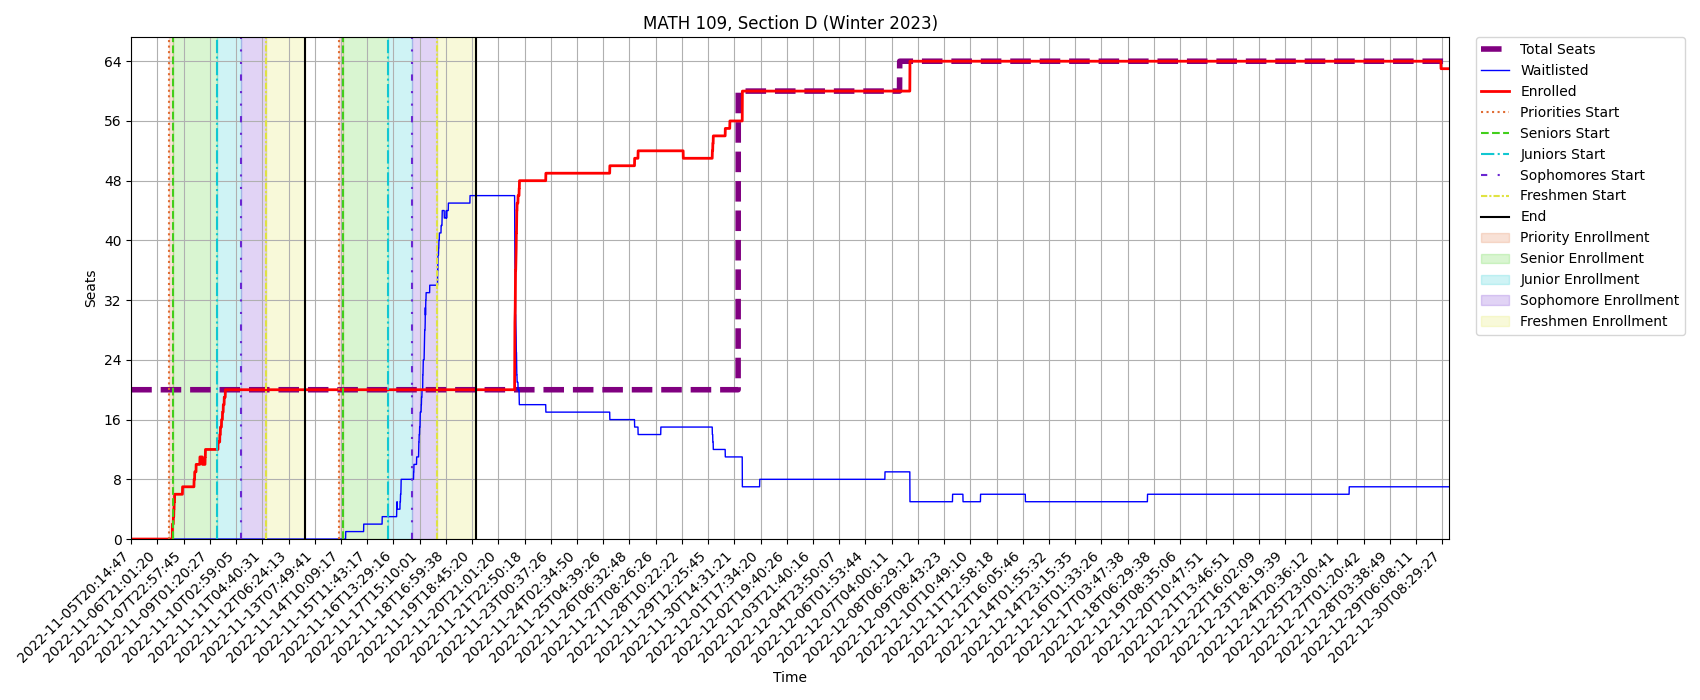 MATH 109, Section D (Winter 2023)
Seats
64
56
48
40
32
24
16
8
0
2022-11-05T20:14:47
2022-11-06T21:01:20
2022-11-07T22:57:45
2022-11-09T01:20:27
2022-11-10T02:59:05
2022-11-11T04:40:31
2022-11-12T06:24:13
2022-11-13T07:49:41
2022-11-14T10:09:17
2022-11-15T11:43:17
2022-11-16T13:29:16
2022-11-17T15:10:01
2022-11-18T16:59:38
2022-11-19T18:45:20
2022-11-20T21:01:20
2022-11-21T22:50:18
2022-11-23T00:37:26
2022-11-24T02:34:50
2022-11-25T04:39:26
2022-11-26T06:32:48
2022-11-27T08:26:26
2022-11-28T10:22:22
2022-11-29T12:25:45
2022-11-30T14:31:21
2022-12-01T17:34:20
2022-12-02T19:40:26
2022-12-03T21:40:16
2022-12-04T23:50:07
2022-12-06T01:53:44
2022-12-07T04:00:11
2022-12-08T06:29:12
2022-12-09T08:43:23
2022-12-10T10:49:10
2022-12-11T12:58:18
2022-12-12T16:05:46
2022-12-14T01:55:32
2022-12-14T23:15:35
2022-12-16T01:33:26
2022-12-17T03:47:38
2022-12-18T06:29:38
2022-12-19T08:35:06
2022-12-20T10:47:51
2022-12-21T13:46:51
2022-12-22T16:02:09
2022-12-23T18:19:39
2022-12-24T20:36:12
2022-12-25T23:00:41
2022-12-27T01:20:42
2022-12-28T03:38:49
2022-12-29T06:08:11
2022-12-30T08:29:27
Time
Total Seats
Waitlisted
Enrolled
Priorities Start
Seniors Start
Juniors Start
Sophomores Start
Freshmen Start
End
Priority Enrollment
Senior Enrollment
Junior Enrollment
Sophomore Enrollment
Freshmen Enrollment